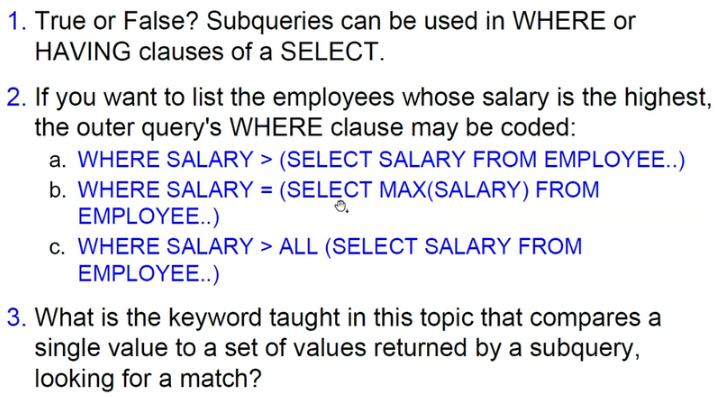 1. True or False? Subqueries can be used in WHERE or
HAVING clauses of a SELECT.
2. If you want to list the employees whose salary is the highest,
the outer query's WHERE clause may be coded:
a. WHERE SALARY > (SELECT SALARY FROM EMPLOYEE..)
b. WHERE SALARY = (SELECT MAX(SALARY) FROM
EMPLOYEE..)
c. WHERE SALARY > ALL (SELECT SALARY FROM
EMPLOYEE..)
3. What is the keyword taught in this topic that compares a
single value to a set of values returned by a subquery,
looking for a match?